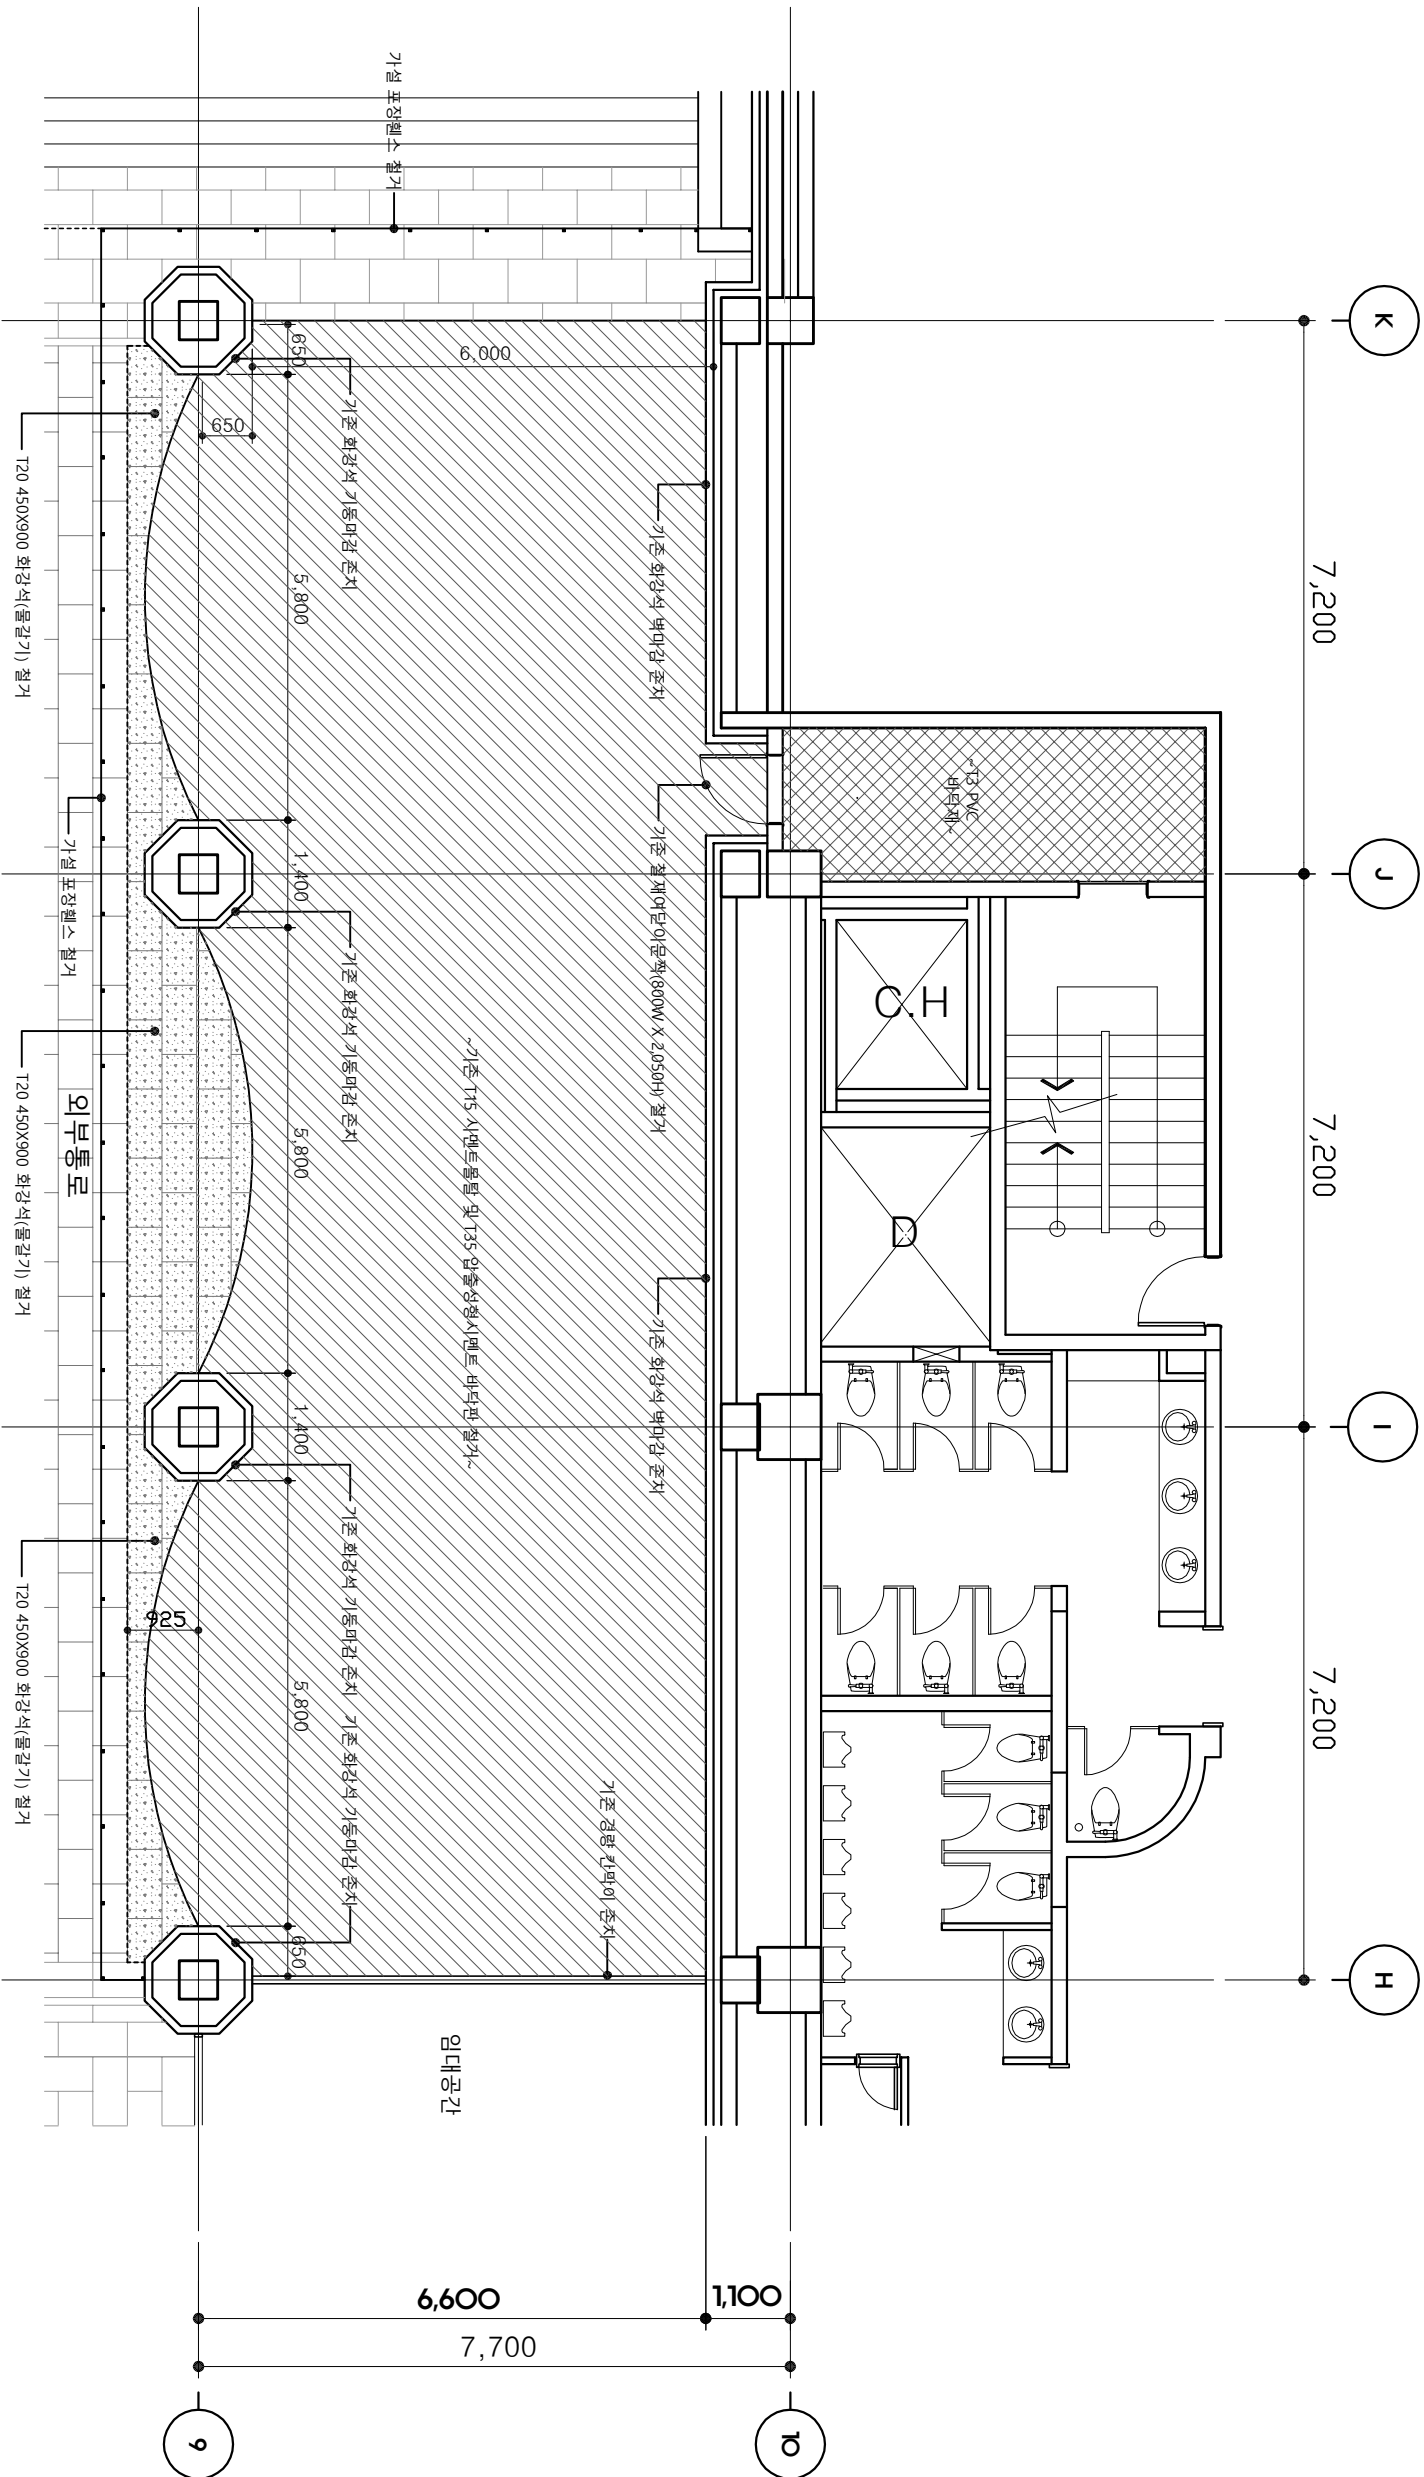 가설 포장휀스 철거
K
6,000
650
650
기존 화강석 기둥마감 존치
T20 450X900 화강석(물갈기) 철거
기존 화강석 벽마감 존치
7,200
5,800
~T3 PVC
바닥재~
J
가설 포장휀스 철거
1,400
기존 화강석 기둥마감 존치
기존 철재여닫이문짝(800W X 2,050H) 철거
C.H
T20 450X900 화강석(물갈기) 철거
외부통로
5,800
~기존 T15 시멘트몰탈 및 T35 압출성형시멘트 바닥판 철거~
7,200
D
기존 화강석 벽마감 존치
I
1,400
기존 화강석 기둥마감 존치
T20 450X900 화강석(물갈기) 철거
925
5,800
7,200
기존 화강석 기둥마감 존치
기존 경량 칸막이 존치
650
H
임대공간
6,600
1,100
7,700
9
10